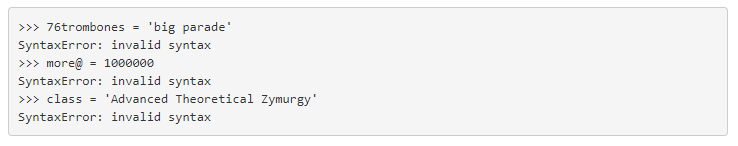 >>> 76trombones = 'big parade'
SyntaxError: invalid syntax
>>> more@ = 1000000
SyntaxError: invalid syntax
>>> class = 'Advanced Theoretical Zymurgy'
SyntaxError: invalid syntax